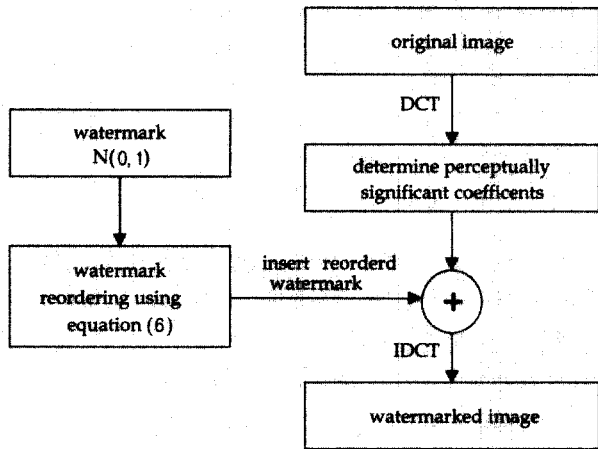 original image
DCT
watermark
N(0, 1)
determine perceptually
significant coefficents
watermark
reordering using
equation (6)
insert reorderd
watermark
+
IDCT
watermarked image